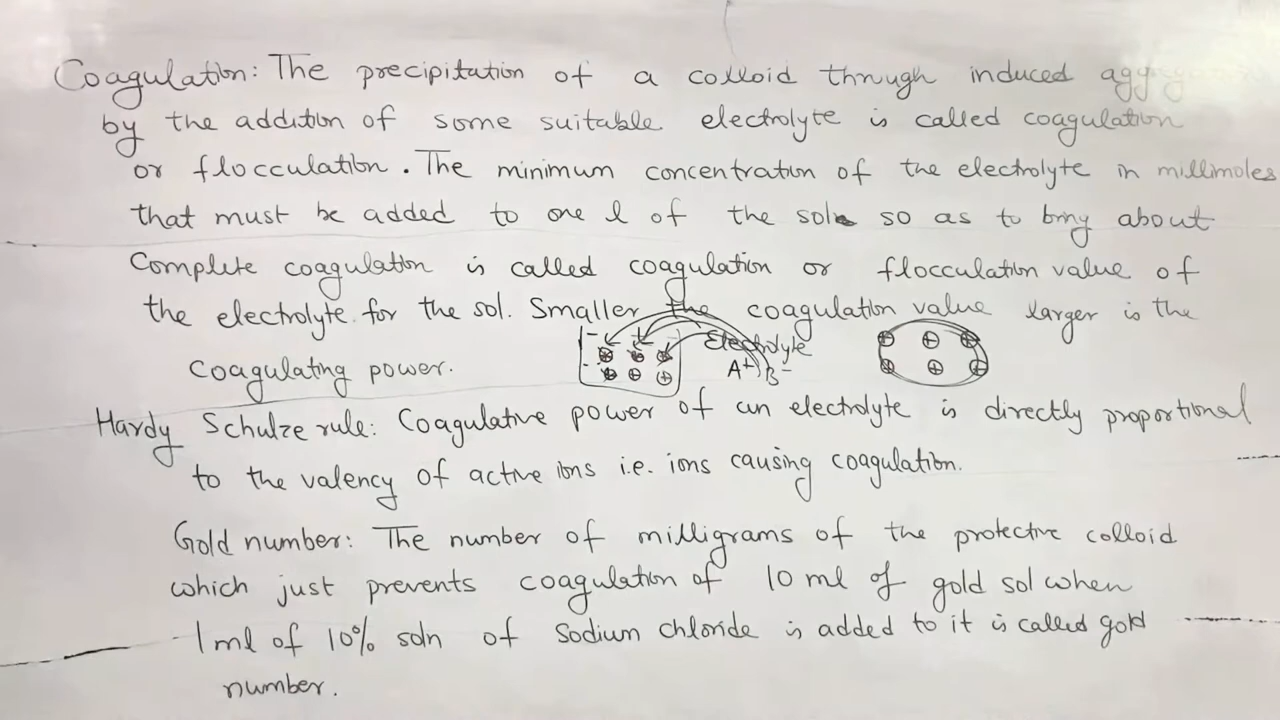 Coagulation: The precipitation of a colloid through induced
by the addition of some suitable electrolyte is called coagulation
or flocculation. The minimum concentration of the electrolyte in millimoles
that must be added to one l of the sol so as to bring about
Complete coagulation is called coagulation or flocculation value of
the electrolyte for the sol. Smaller the coagulation value larger is the
Electrolyte
coagulating power.
A+ B-
Hardy Schulze rule: Coagulative power of an electrolyte is directly proportional
to the valency of active ions i.e. ions causing coagulation.
Gold number: The number of milligrams of the protective colloid
which just prevents coagulation of 10 ml of gold sol when
1 ml of 10% soln of Sodium chloride is added to it is called gold
number.